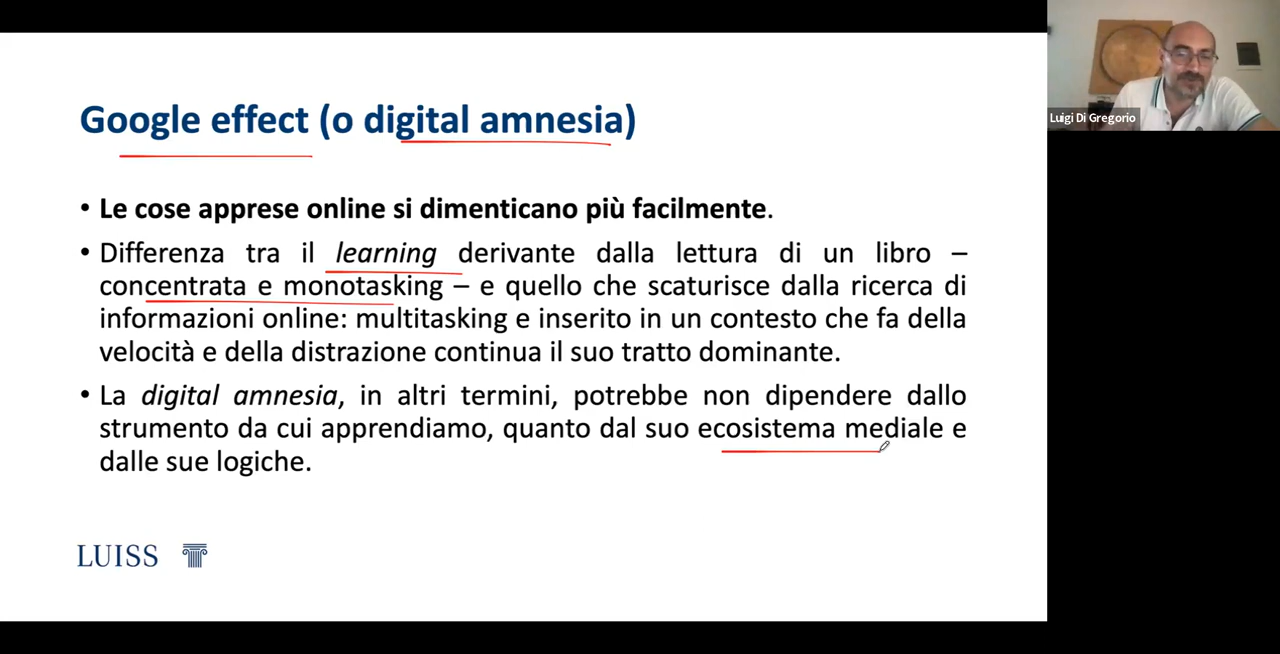 Google effect (o digital amnesia)
Luigi Di Gregorio
• Le cose apprese online si dimenticano più facilmente.
• Differenza tra il learning derivante dalla lettura di un libro –
concentrata e monotasking – e quello che scaturisce dalla ricerca di
informazioni online: multitasking e inserito in un contesto che fa della
velocità e della distrazione continua il suo tratto dominante.
• La digital amnesia, in altri termini, potrebbe non dipendere dallo
strumento da cui apprendiamo, quanto dal suo ecosistema mediale e
dalle sue logiche.
LUISS